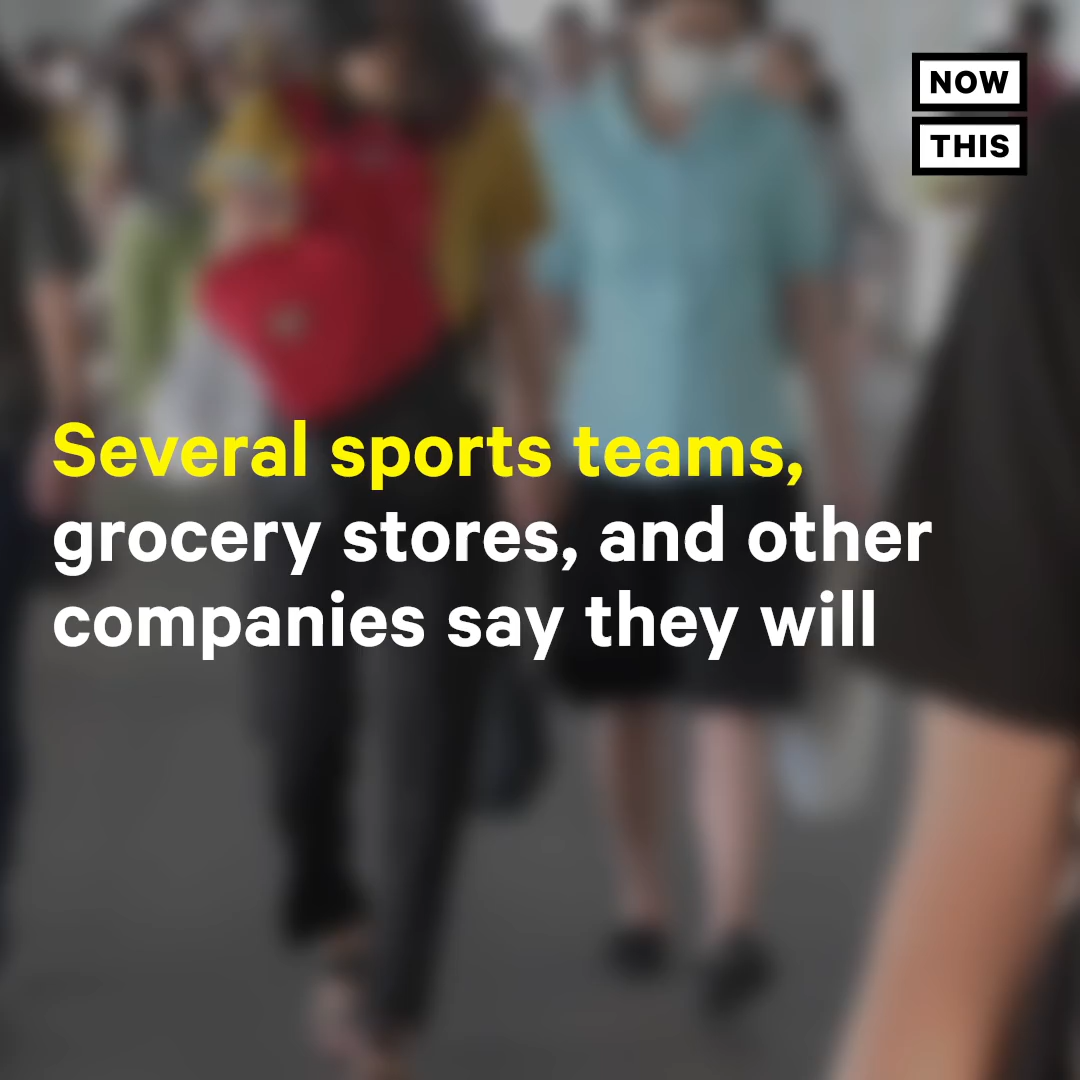 NOW
THIS
Several sports teams,
grocery stores, and other
companies say they will